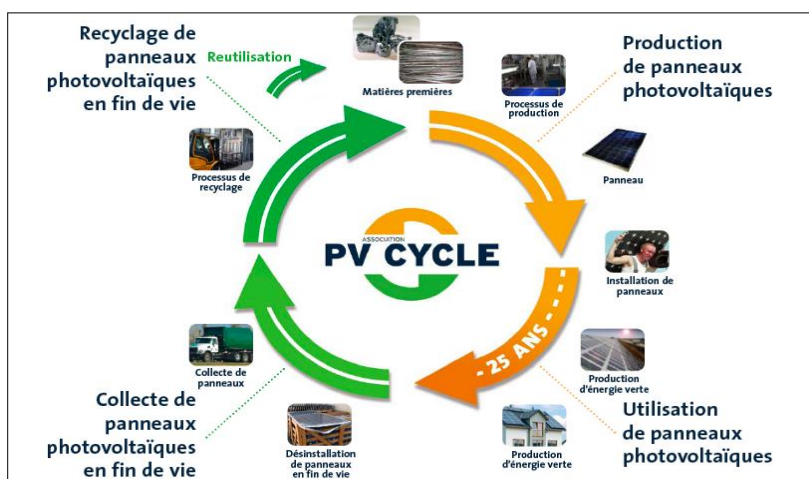 Recyclage de
panneaux
photovoltaïques
en fin de vie
Reutilisation
Matières premières
Processus de
production
Production
de panneaux
photovoltaïques
Processus de
recyclage
Panneau
ASSOCIATION
PV CYCLE
Installation de
panneaux
- 25 ANS -
Collecte de
panneaux
Production
d'énergie verte
Collecte de
panneaux
photovoltaïques
en fin de vie
Désinstallation
de panneaux
en fin de vie
Production
d'énergie verte
Utilisation
de panneaux
photovoltaïques